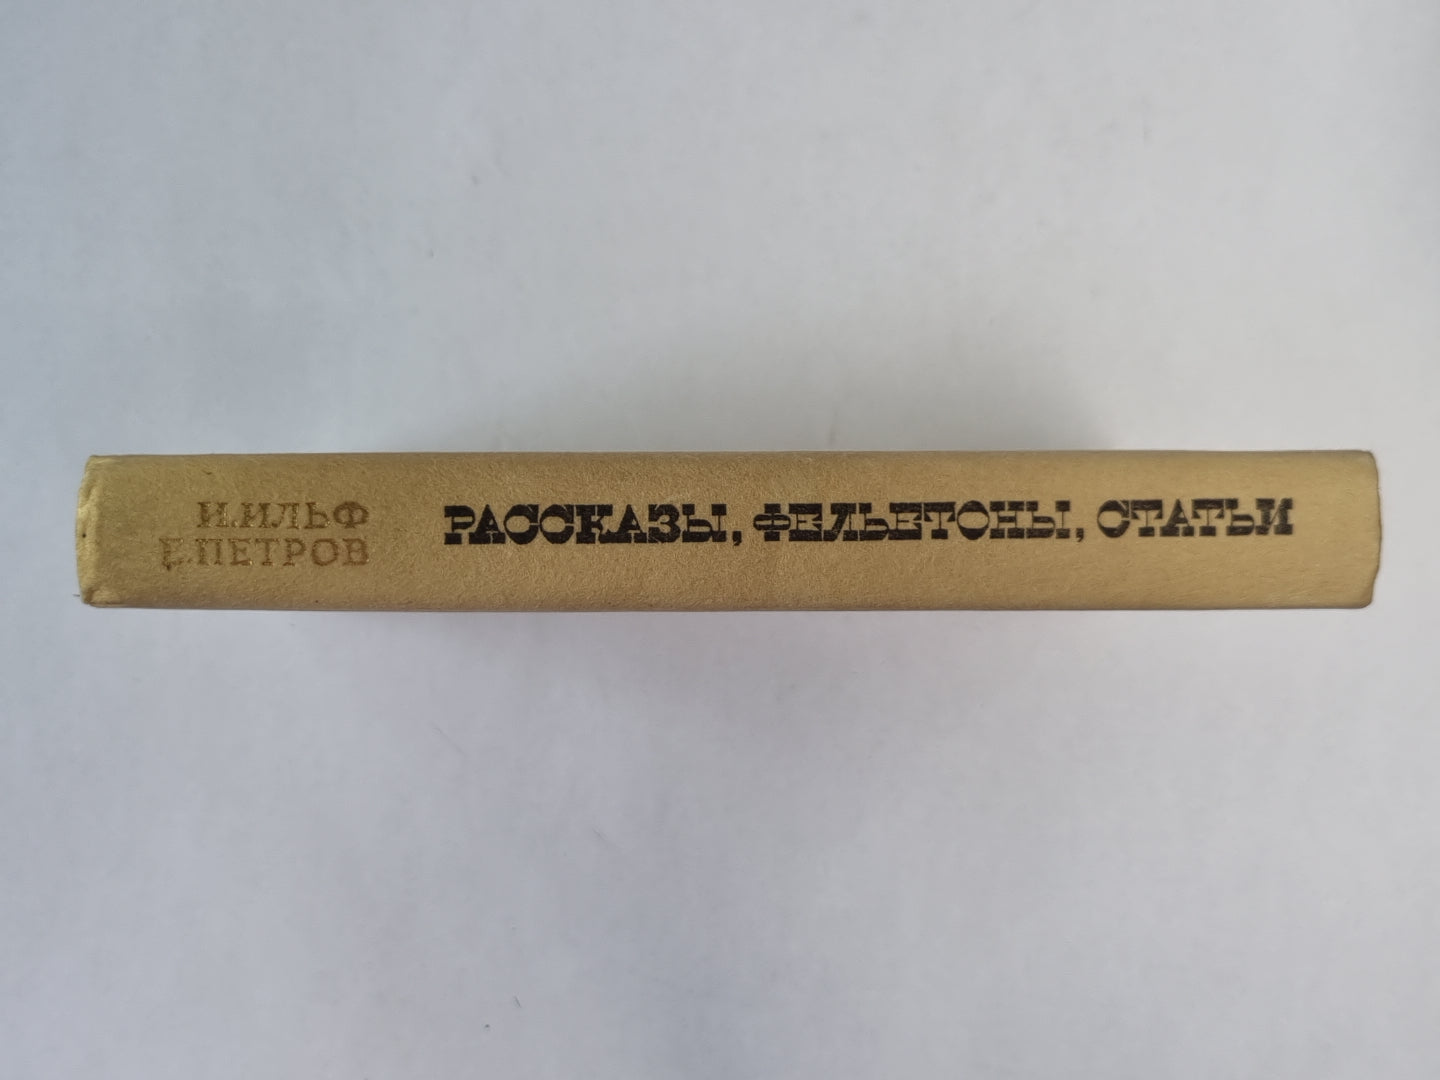 И.ИЛЬФ
Е.ПЕТРОВ
РАССКАЗЫ, ФЕЛЬЕТОНЫ, СТАТЬИ